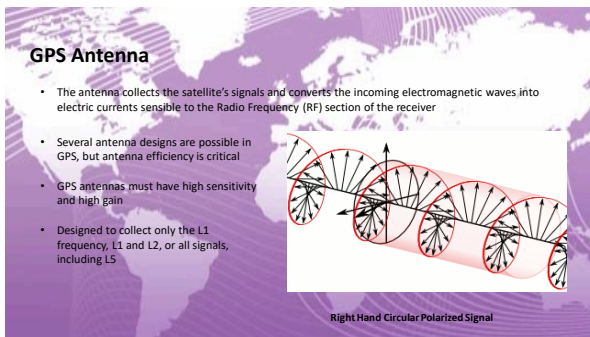 GPS Antenna
• The antenna collects the satellite's signals and converts the incoming electromagnetic waves into
electric currents sensible to the Radio Frequency (RF) section of the receiver
• Several antenna designs are possible in
GPS, but antenna efficiency is critical
• GPS antennas must have high sensitivity
and high gain
• Designed to collect only the L1
frequency, L1 and L2, or all signals,
including L5
Right Hand Circular Polarized Signal